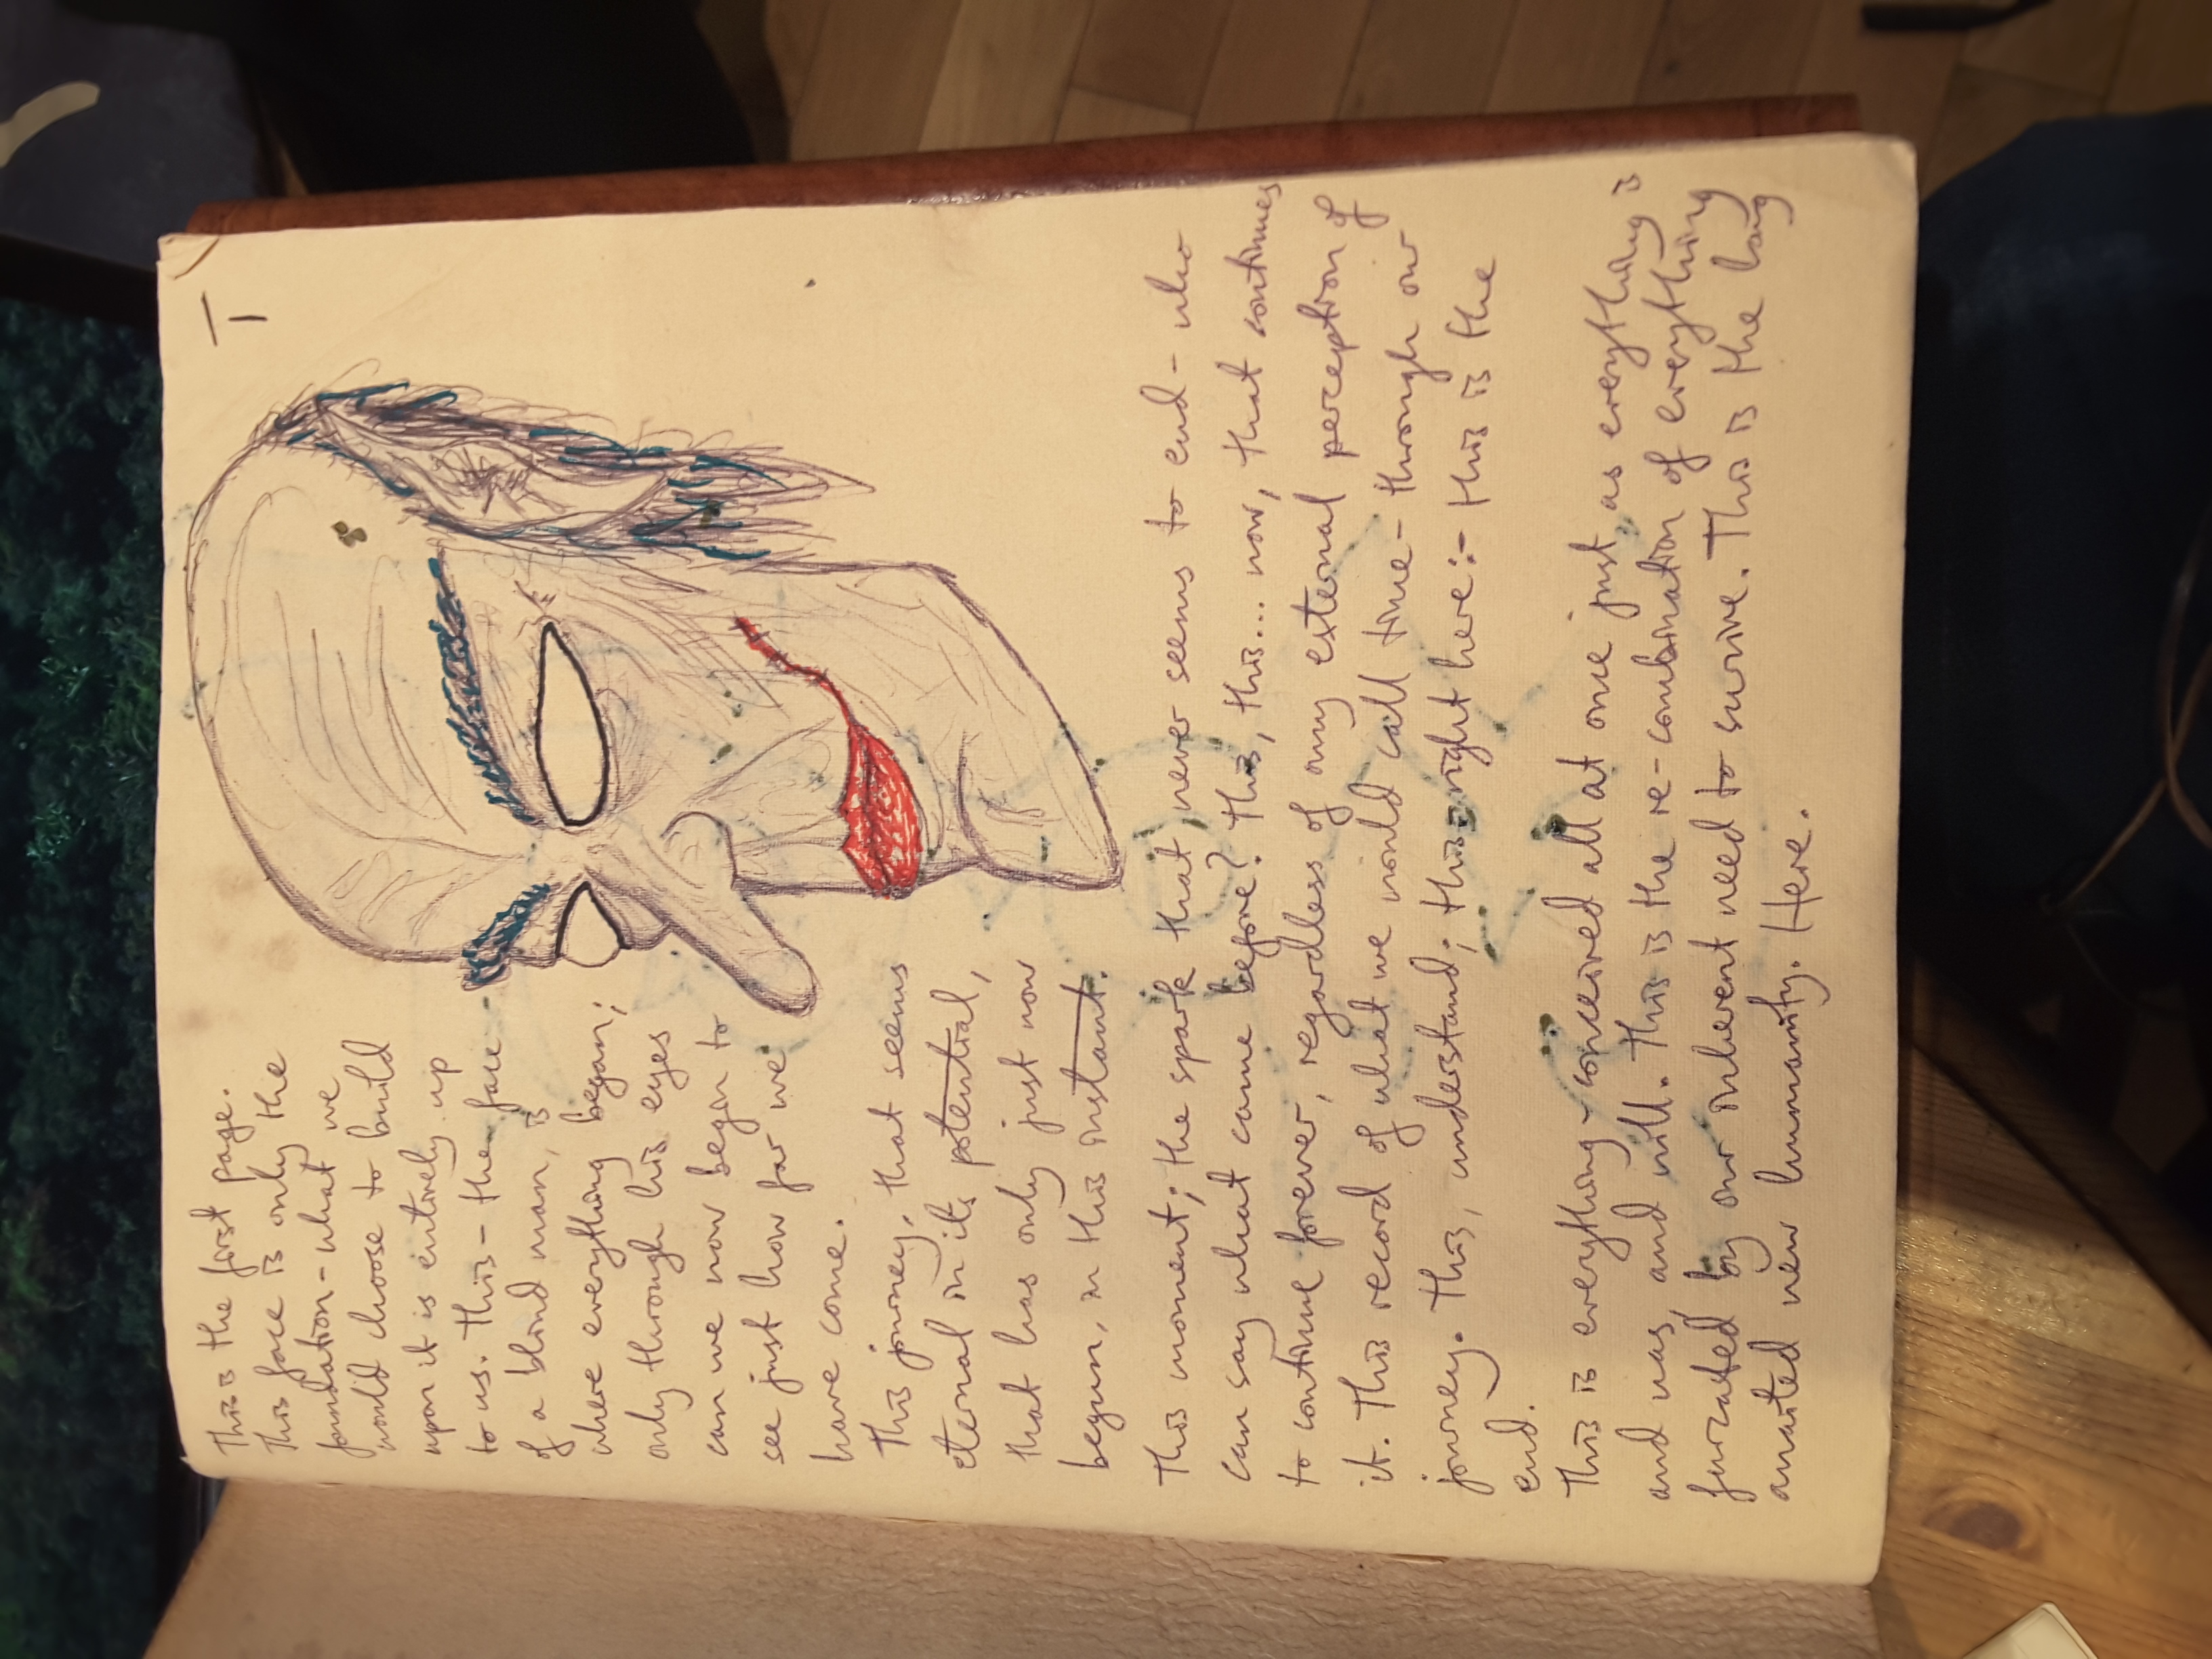 I
This is the first page.
This face is only the
foundation - what we
would choose to build
upon it is entirely up
to us. This - the face
of a blind man, is
where everything began;
only through his eyes
can we now begin to
see just how far we
have come.
This journey, that seems
eternal in its potential,
that has only just now
begun, in this instant.
This moment; the spark that never seems to end - who
can say what came before? This, this... now, that continues
to continue forever, regardless of any external perception of
it. This record of what we would call time - through our
journey. This, understand; this - right here:- this is the
end.
This is everything - conceived all at once just as everything is
and was, and will. This is the re-combination of everything
furcated by our inherent need to survive. This is the long
awaited new humanity. Here.